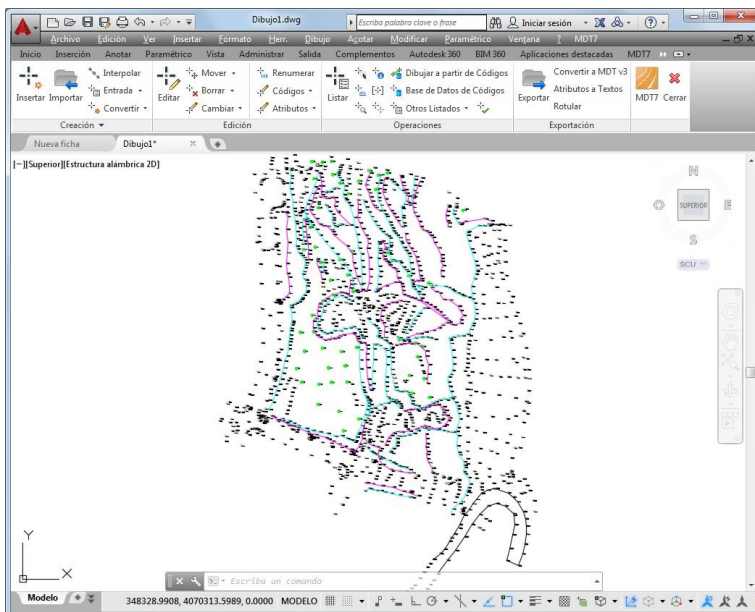 Dibujo1.dwg
Escriba palabra clave o frase
Iniciar sesión
Archivo Edición Ver Insertar Formato Herr. Dibujo Acotar Modificar Paramétrico Ventana ? MDT7
Inicio Inserción Anotar Paramétrico Vista Administrar Salida Complementos Autodesk 360 BIM 360 Aplicaciones destacadas MDT7
Interpolar Mover Renumerar Dibujar a partir de Códigos Convertir a MDT v3
Entrada Borrar Códigos Base de Datos de Códigos Atributos a Textos
Insertar Importar Convertir Editar Cambiar Atributos Listar Otros Listados Exportar Rotular MDT7 Cerrar
Creación Edición Operaciones Exportación
Nueva ficha Dibujo1*
[−][Superior][Estructura alámbrica 2D]
N
O SUPERIOR E
S
SCU
Y
X
Escriba un comando
Modelo 348328.9908, 4070313.5989, 0.0000 MODELO